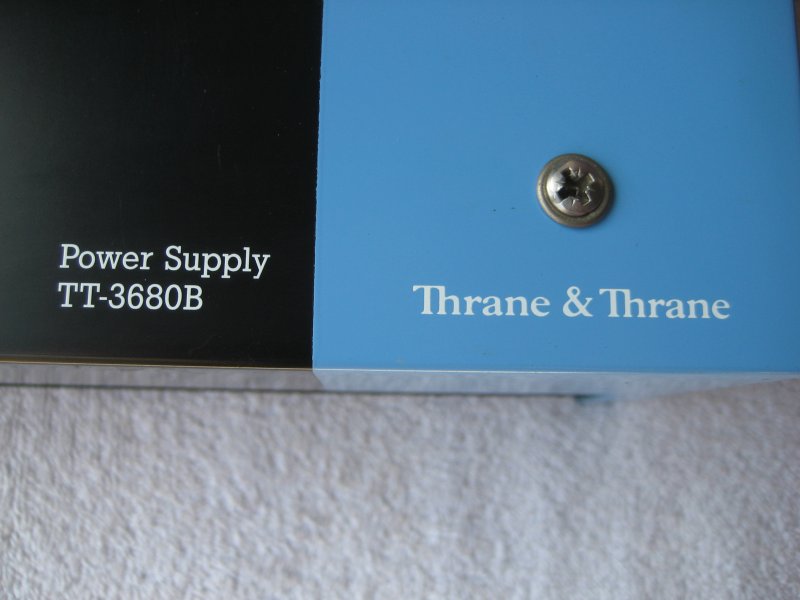 Power Supply
TT-3680B
Thrane & Thrane